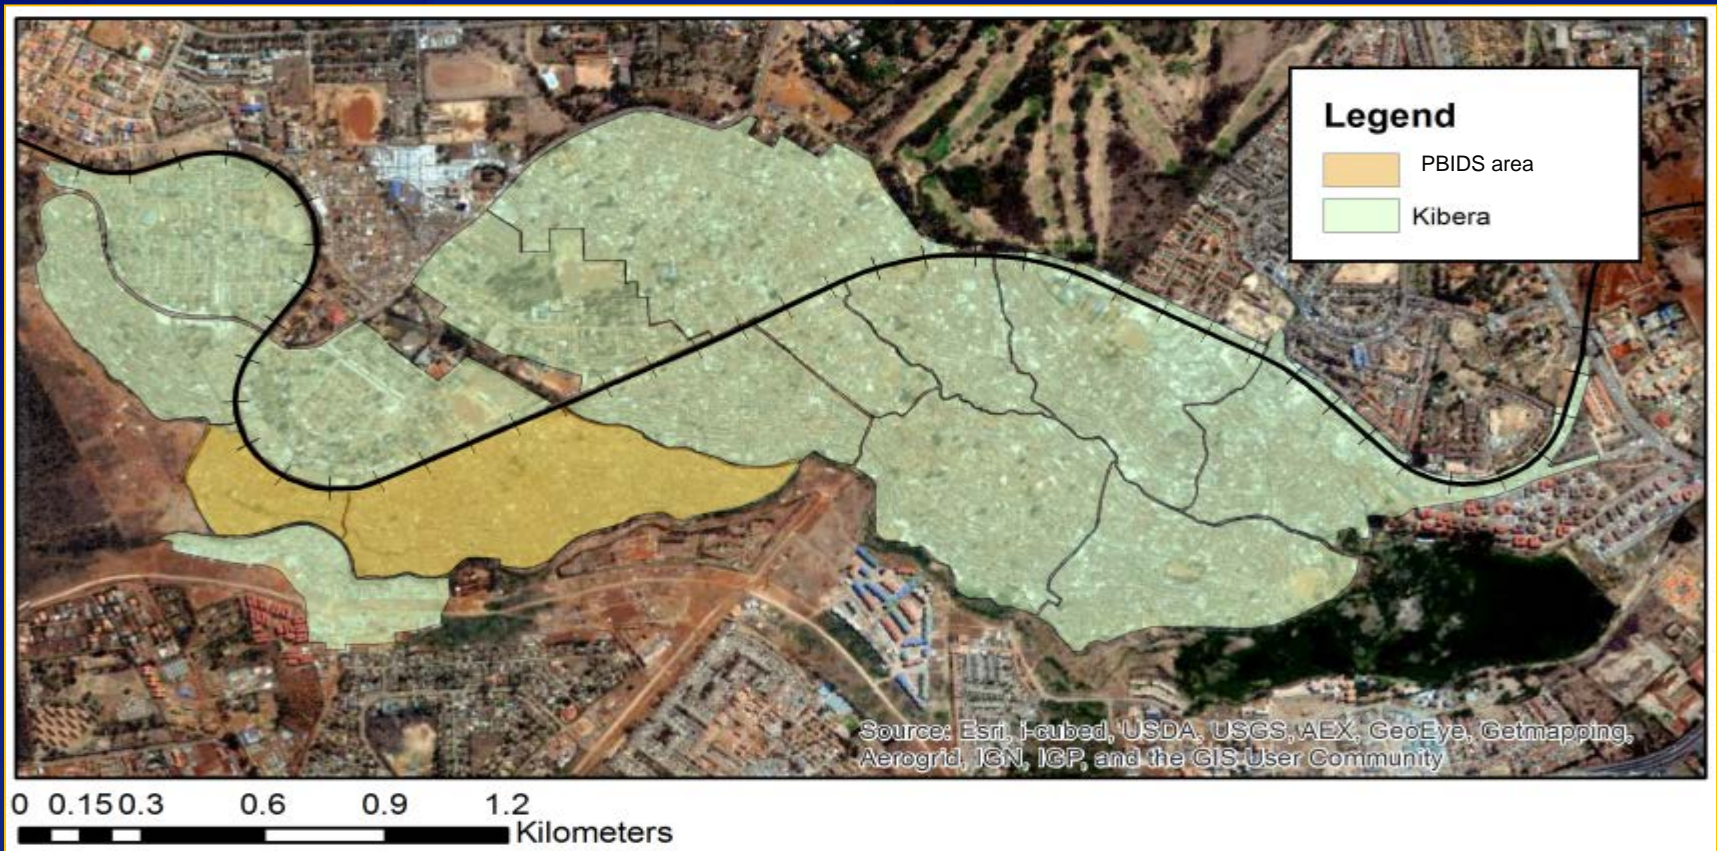 Legend
PBIDS area
Kibera
Source: Esri, i-cubed, USDA, USGS, AEX, GeoEye, Getmapping,
Aerogrid, IGN, IGP, and the GIS User Community
0 0.15 0.3 0.6 0.9 1.2
Kilometers